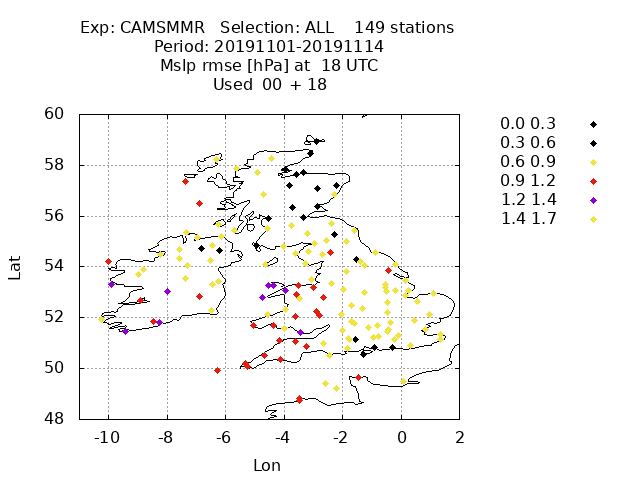 Exp: CAMSMMR   Selection: ALL    149 stations
Period: 20191101-20191114
Mslp rmse [hPa] at  18 UTC
Used  00 + 18
60
58
56
54
52
50
48
Lat
-10 -8 -6 -4 -2 0 2
Lon
0.0 0.3
0.3 0.6
0.6 0.9
0.9 1.2
1.2 1.4
1.4 1.7